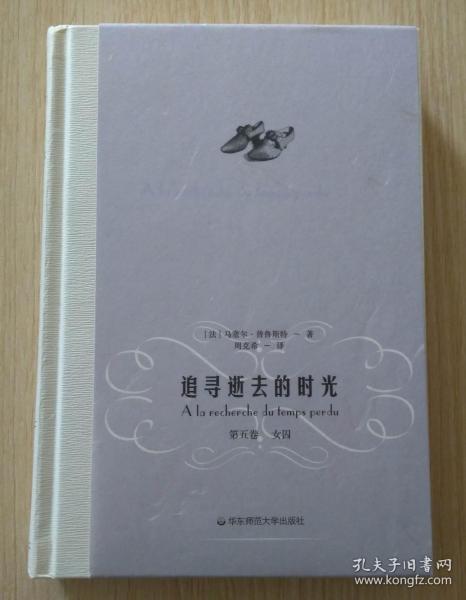 [法] 马塞尔·普鲁斯特 — 著
周克希 — 译
追寻逝去的时光
A la recherche du temps perdu
第五卷 女囚
华东师范大学出版社
孔夫子旧书网
www.kongfz.com